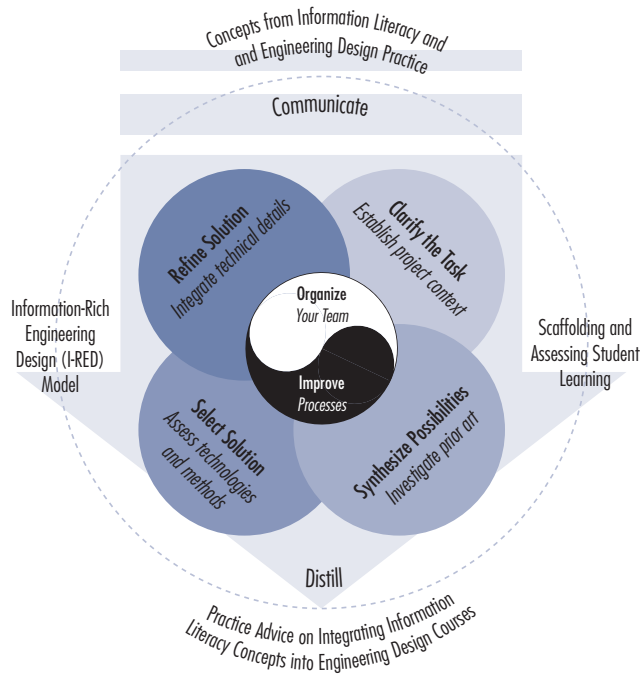 Concepts from Information Literacy and
and Engineering Design Practice
Communicate
Refine Solution
Integrate technical details
Clarify the Task
Establish project context
Organize
Your Team
Improve
Processes
Information-Rich
Engineering
Design (I-RED)
Model
Scaffolding and
Assessing Student
Learning
Select Solution
Assess technologies
and methods
Synthesize Possibilities
Investigate prior art
Distill
Practice Advice on Integrating Information
Literacy Concepts into Engineering Design Courses